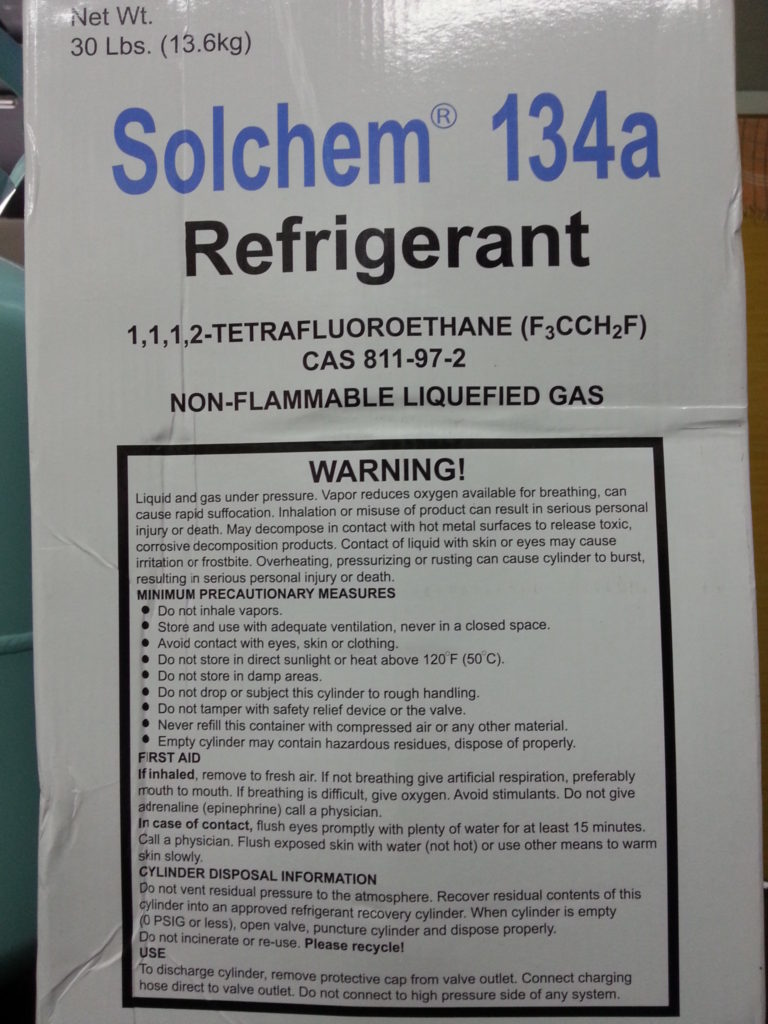 Net Wt.
30 Lbs. (13.6kg)
Solchem® 134a
Refrigerant
1,1,1,2-TETRAFLUOROETHANE (F₃CCH₂F)
CAS 811-97-2
NON-FLAMMABLE LIQUEFIED GAS
WARNING!
Liquid and gas under pressure. Vapor reduces oxygen available for breathing, can
cause rapid suffocation. Inhalation or misuse of product can result in serious personal
injury or death. May decompose in contact with hot metal surfaces to release toxic,
corrosive decomposition products. Contact of liquid with skin or eyes may cause
irritation or frostbite. Overheating, pressurizing or rusting can cause cylinder to burst,
resulting in serious personal injury or death.
MINIMUM PRECAUTIONARY MEASURES
● Do not inhale vapors.
● Store and use with adequate ventilation, never in a closed space.
● Avoid contact with eyes, skin or clothing.
● Do not store in direct sunlight or heat above 120°F (50°C).
● Do not store in damp areas.
● Do not drop or subject this cylinder to rough handling.
● Do not tamper with safety relief device or the valve.
● Never refill this container with compressed air or any other material.
● Empty cylinder may contain hazardous residues, dispose of properly.
FIRST AID
If inhaled, remove to fresh air. If not breathing give artificial respiration, preferably
mouth to mouth. If breathing is difficult, give oxygen. Avoid stimulants. Do not give
adrenaline (epinephrine) call a physician.
In case of contact, flush eyes promptly with plenty of water for at least 15 minutes.
Call a physician. Flush exposed skin with water (not hot) or use other means to warm
skin slowly.
CYLINDER DISPOSAL INFORMATION
Do not vent residual pressure to the atmosphere. Recover residual contents of this
cylinder into an approved refrigerant recovery cylinder. When cylinder is empty
(0 PSIG or less), open valve, puncture cylinder and dispose properly.
Do not incinerate or re-use. Please recycle!
USE
To discharge cylinder, remove protective cap from valve outlet. Connect charging
hose direct to valve outlet. Do not connect to high pressure side of any system.